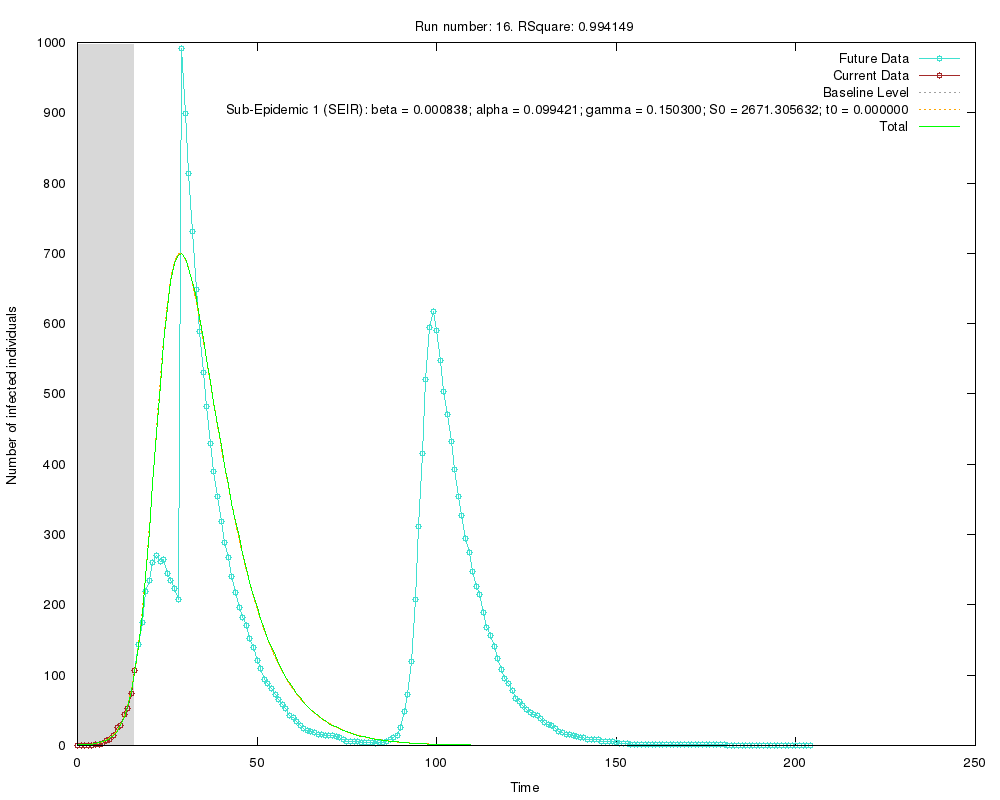 Run number: 16. RSquare: 0.994149
Future Data
Current Data
Baseline Level
Sub-Epidemic 1 (SEIR): beta = 0.000838; alpha = 0.099421; gamma = 0.150300; S0 = 2671.305632; t0 = 0.000000
Total
1000
900
800
700
600
500
400
300
200
100
0
Number of infected individuals
0 50 100 150 200 250
Time